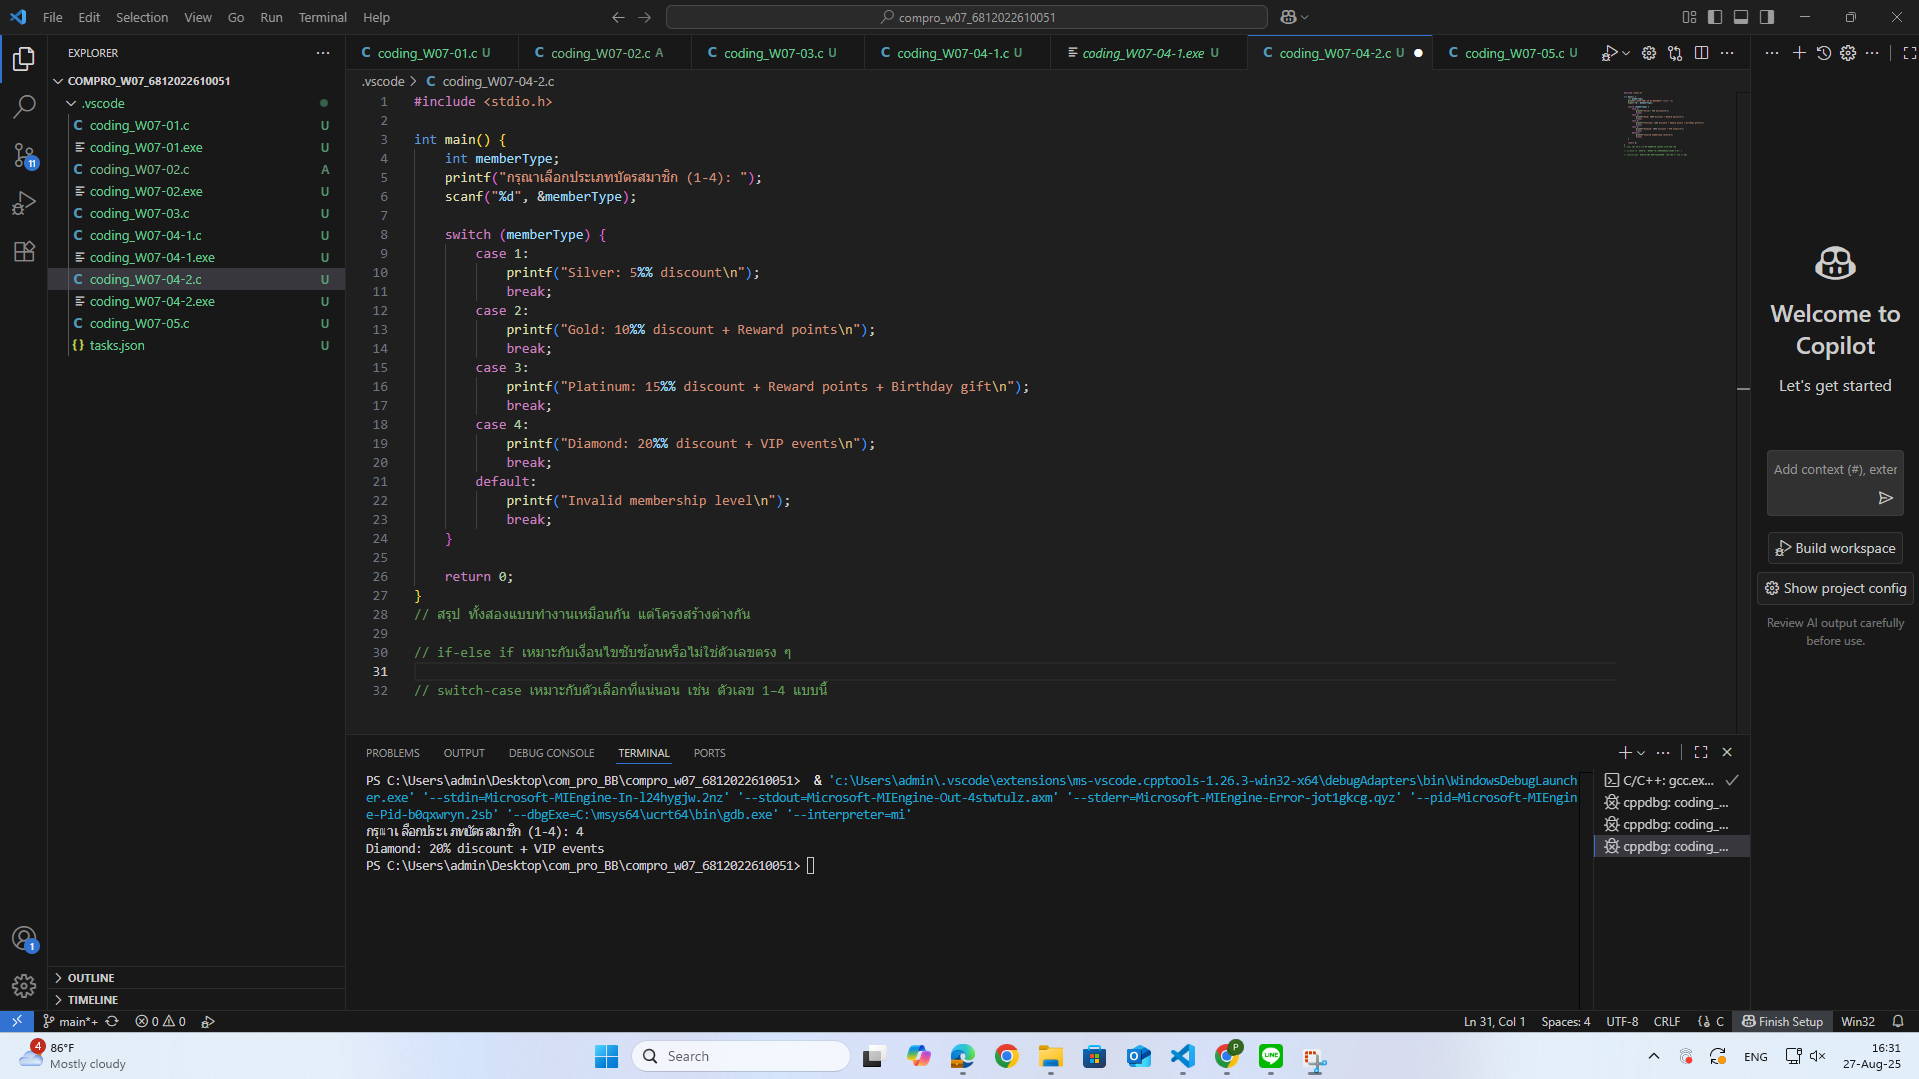 File Edit Selection View Go Run Terminal Help
compro_w07_6812022610051
EXPLORER
COMPRO_W07_6812022610051
.vscode
C coding_W07-01.c U
coding_W07-01.exe U
C coding_W07-02.c A
coding_W07-02.exe U
C coding_W07-03.c U
C coding_W07-04-1.c U
coding_W07-04-1.exe U
C coding_W07-04-2.c U
coding_W07-04-2.exe U
C coding_W07-05.c U
{} tasks.json U
11
1
OUTLINE
TIMELINE
C coding_W07-01.c U C coding_W07-02.c A C coding_W07-03.c U C coding_W07-04-1.c U coding_W07-04-1.exe U C coding_W07-04-2.c U C coding_W07-05.c U
.vscode > C coding_W07-04-2.c
1 #include <stdio.h>
2
3 int main() {
4 int memberType;
5 printf("กรุณาเลือกประเภทบัตรสมาชิก (1-4): ");
6 scanf("%d", &memberType);
7
8 switch (memberType) {
9 case 1:
10 printf("Silver: 5%% discount\n");
11 break;
12 case 2:
13 printf("Gold: 10%% discount + Reward points\n");
14 break;
15 case 3:
16 printf("Platinum: 15%% discount + Reward points + Birthday gift\n");
17 break;
18 case 4:
19 printf("Diamond: 20%% discount + VIP events\n");
20 break;
21 default:
22 printf("Invalid membership level\n");
23 break;
24 }
25
26 return 0;
27 }
28 // สรุป ทั้งสองแบบทำงานเหมือนกัน แต่โครงสร้างต่างกัน
29
30 // if-else if เหมาะกับเงื่อนไขซับซ้อนหรือไม่ใช่ตัวเลขตรง ๆ
31
32 // switch-case เหมาะกับตัวเลือกที่แน่นอน เช่น ตัวเลข 1–4 แบบนี้
PROBLEMS OUTPUT DEBUG CONSOLE TERMINAL PORTS
PS C:\Users\admin\Desktop\com_pro_BB\compro_w07_6812022610051> & 'c:\Users\admin\.vscode\extensions\ms-vscode.cpptools-1.26.3-win32-x64\debugAdapters\bin\WindowsDebugLaunch
er.exe' '--stdin=Microsoft-MIEngine-In-l24hygjw.2nz' '--stdout=Microsoft-MIEngine-Out-4stwtulz.axm' '--stderr=Microsoft-MIEngine-Error-jot1gkcg.qyz' '--pid=Microsoft-MIEngin
e-Pid-b0qxwryn.2sb' '--dbgExe=C:\msys64\ucrt64\bin\gdb.exe' '--interpreter=mi'
กรุณาเลือกประเภทบัตรสมาชิก (1-4): 4
Diamond: 20% discount + VIP events
PS C:\Users\admin\Desktop\com_pro_BB\compro_w07_6812022610051>
C/C++: gcc.ex...
cppdbg: coding_...
cppdbg: coding_...
cppdbg: coding_...
Welcome to
Copilot
Let's get started
Add context (#), exter
Build workspace
Show project config
Review AI output carefully
before use.
main*+ 0 0
Ln 31, Col 1 Spaces: 4 UTF-8 CRLF {} C Finish Setup Win32
4
86°F
Mostly cloudy
Search
P
LINE
ENG
16:31
27-Aug-25